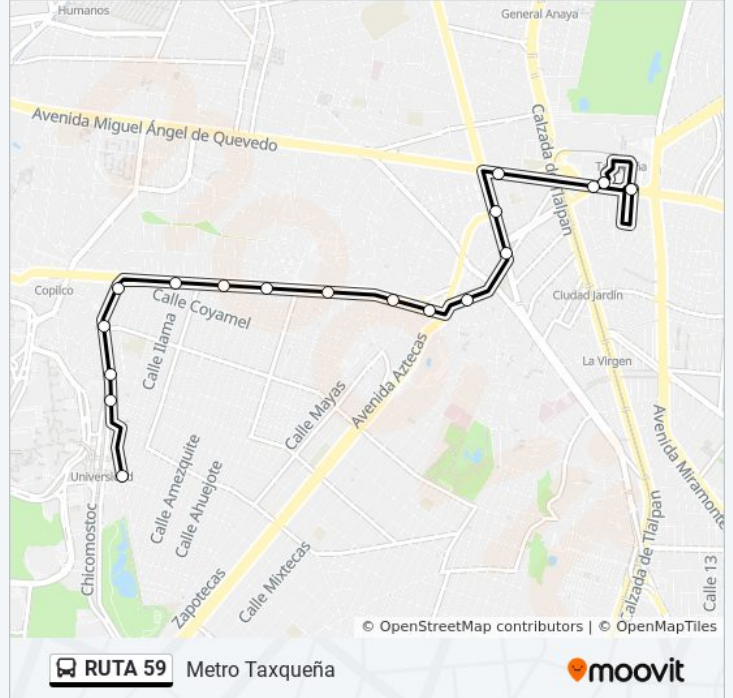 Humanos
General Anaya
Avenida Miguel Ángel de Quevedo
Calzada de Tlalpan
Copilco
Calle Coyamel
Ciudad Jardín
Calle Ilama
La Virgen
Avenida Aztecas
Calle Mayas
Avenida Miramontes
Calle Amezquite
Calle Ahuejote
Universidad
Chicomostoc
Calle Mixtecas
Zapotecas
Calzada de Tlalpan
Calle 13
© OpenStreetMap contributors | © OpenMapTiles
RUTA 59 Metro Taxqueña
moovit